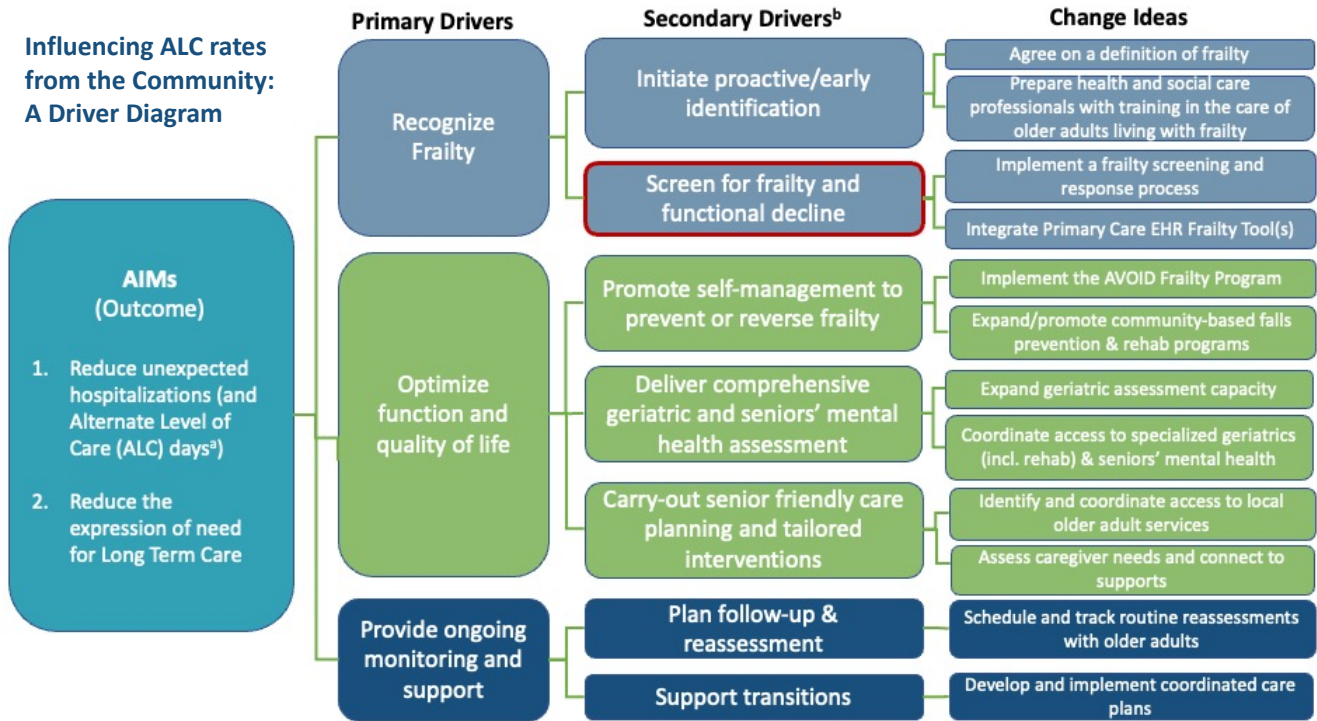 Influencing ALC rates
from the Community:
A Driver Diagram
Primary Drivers
Secondary Driversᵇ
Change Ideas
AIMs
(Outcome)
1. Reduce unexpected
hospitalizations (and
Alternate Level of
Care (ALC) daysᵃ)
2. Reduce the
expression of need
for Long Term Care
Recognize
Frailty
Initiate proactive/early
identification
Agree on a definition of frailty
Prepare health and social care
professionals with training in the care of
older adults living with frailty
Screen for frailty and
functional decline
Implement a frailty screening and
response process
Integrate Primary Care EHR Frailty Tool(s)
Optimize
function and
quality of life
Promote self-management to
prevent or reverse frailty
Implement the AVOID Frailty Program
Expand/promote community-based falls
prevention & rehab programs
Deliver comprehensive
geriatric and seniors’ mental
health assessment
Expand geriatric assessment capacity
Coordinate access to specialized geriatrics
(incl. rehab) & seniors’ mental health
Carry-out senior friendly care
planning and tailored
interventions
Identify and coordinate access to local
older adult services
Assess caregiver needs and connect to
supports
Provide ongoing
monitoring and
support
Plan follow-up &
reassessment
Schedule and track routine reassessments
with older adults
Support transitions
Develop and implement coordinated care
plans